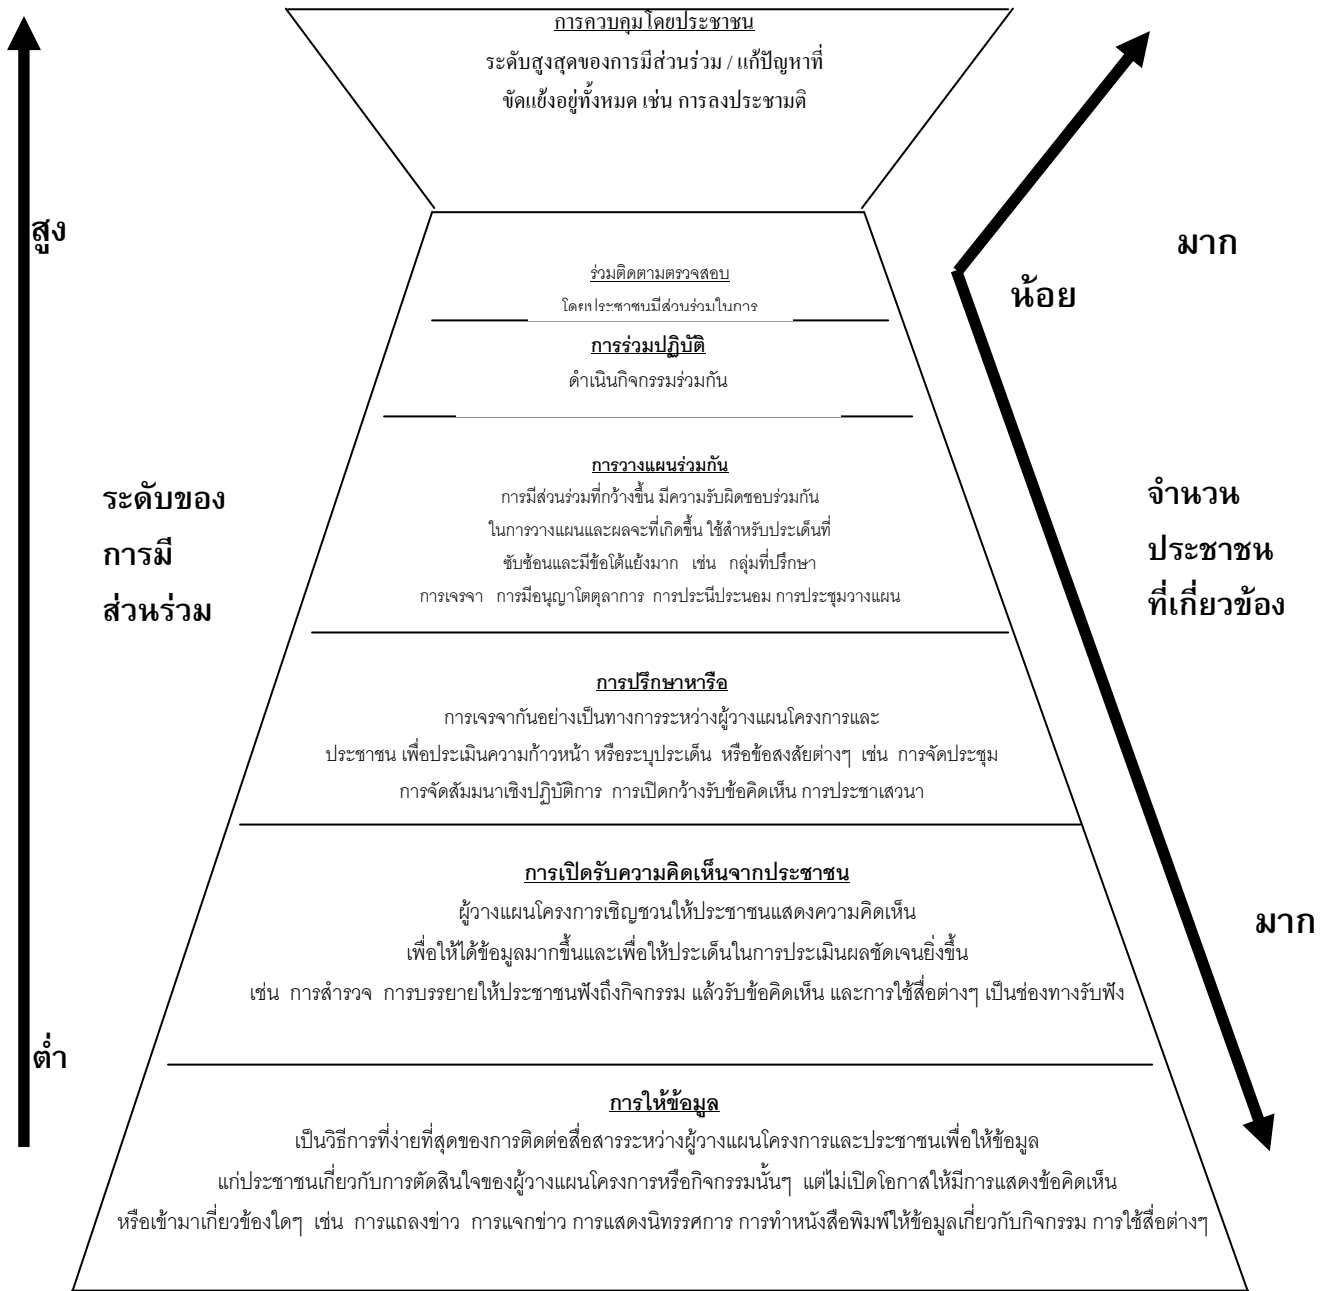 การควบคุมโดยประชาชน
ระดับสูงสุดของการมีส่วนร่วม / แก้ปัญหาที่
ขัดแย้งอยู่ทั้งหมด เช่น การลงประชามติ
สูง
มาก
น้อย
ร่วมติดตามตรวจสอบ
โดยประชาชนมีส่วนร่วมในการ
การร่วมปฏิบัติ
ดำเนินกิจกรรมร่วมกัน
การวางแผนร่วมกัน
การมีส่วนร่วมที่กว้างขึ้น มีความรับผิดชอบร่วมกัน
ในการวางแผนและผลจะที่เกิดขึ้น ใช้สำหรับประเด็นที่
ซับซ้อนและมีข้อโต้แย้งมาก เช่น กลุ่มที่ปรึกษา
การเจรจา การมีอนุญาโตตุลาการ การประนีประนอม การประชุมวางแผน
ระดับของ
การมี
ส่วนร่วม
จำนวน
ประชาชน
ที่เกี่ยวข้อง
การปรึกษาหารือ
การเจรจากันอย่างเป็นทางการระหว่างผู้วางแผนโครงการและ
ประชาชน เพื่อประเมินความก้าวหน้า หรือระบุประเด็น หรือข้อสงสัยต่างๆ เช่น การจัดประชุม
การจัดสัมมนาเชิงปฏิบัติการ การเปิดกว้างรับข้อคิดเห็น การประชาเสวนา
การเปิดรับความคิดเห็นจากประชาชน
ผู้วางแผนโครงการเชิญชวนให้ประชาชนแสดงความคิดเห็น
เพื่อให้ได้ข้อมูลมากขึ้นและเพื่อให้ประเด็นในการประเมินผลชัดเจนยิ่งขึ้น
เช่น การสำรวจ การบรรยายให้ประชาชนฟังถึงกิจกรรม แล้วรับข้อคิดเห็น และการใช้สื่อต่างๆ เป็นช่องทางรับฟัง
มาก
ต่ำ
การให้ข้อมูล
เป็นวิธีการที่ง่ายที่สุดของการติดต่อสื่อสารระหว่างผู้วางแผนโครงการและประชาชนเพื่อให้ข้อมูล
แก่ประชาชนเกี่ยวกับการตัดสินใจของผู้วางแผนโครงการหรือกิจกรรมนั้นๆ แต่ไม่เปิดโอกาสให้มีการแสดงข้อคิดเห็น
หรือเข้ามาเกี่ยวข้องใดๆ เช่น การแถลงข่าว การแจกข่าว การแสดงนิทรรศการ การทำหนังสือพิมพ์ให้ข้อมูลเกี่ยวกับกิจกรรม การใช้สื่อต่างๆ